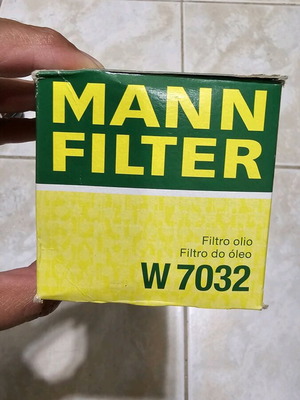 MANN
FILTER
Filtro olio
Filtro do óleo
W 7032